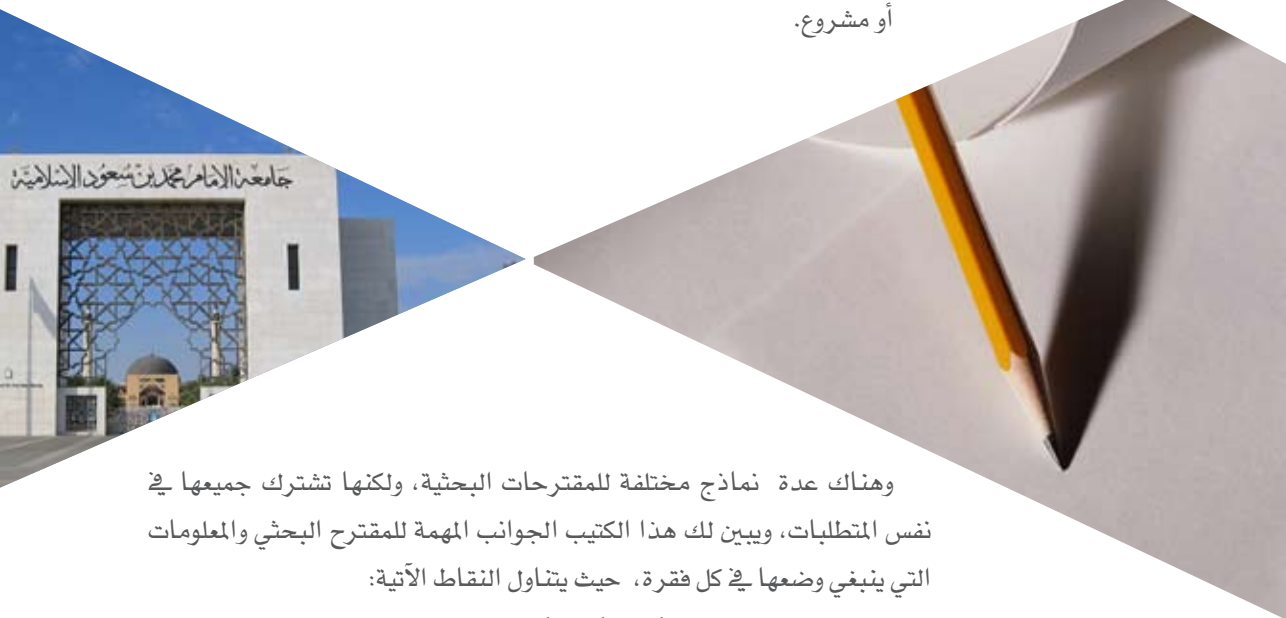 أو مشروع.
جامعة الإمام محمد بن سعود الإسلامية
وهناك عدة نماذج مختلفة للمقترحات البحثية، ولكنها تشترك جميعها في
نفس المتطلبات، ويبين لك هذا الكتيب الجوانب المهمة للمقترح البحثي والمعلومات
التي ينبغي وضعها في كل فقرة، حيث يتناول النقاط الآتية: